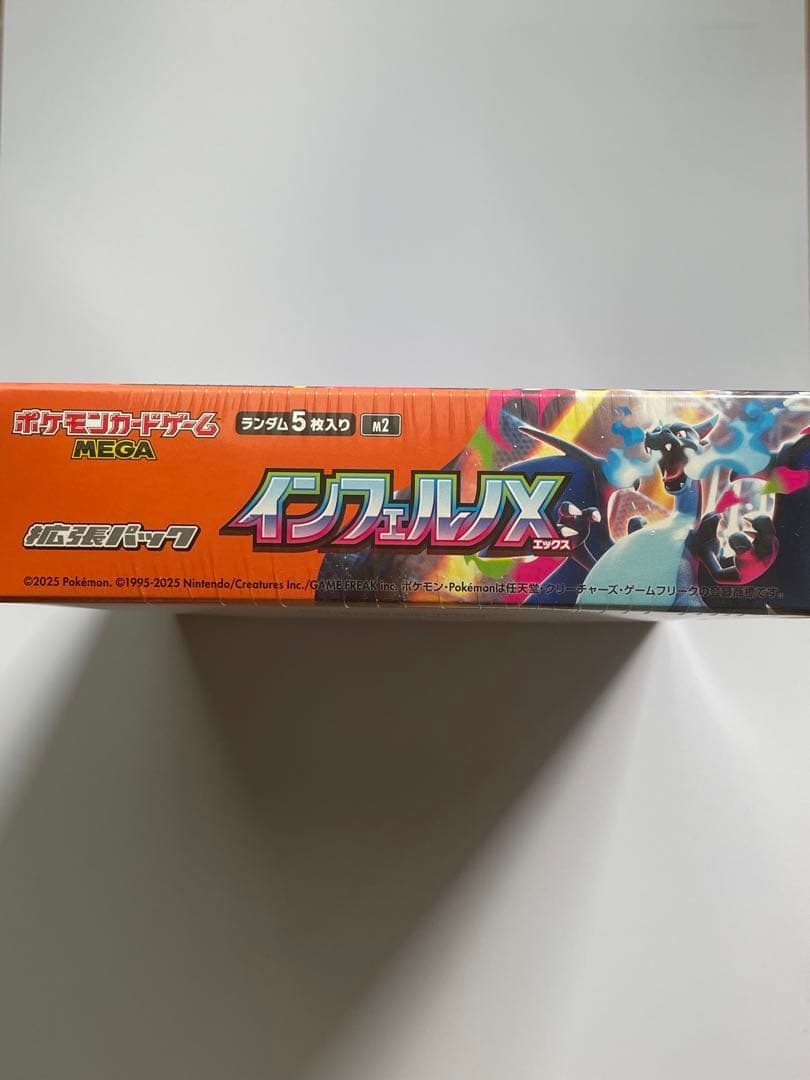 ポケモンカードゲーム
MEGA
ランダム5枚入り
M2
拡張パック
インフェルノX
エックス
©2025 Pokémon. ©1995-2025 Nintendo/Creatures Inc./GAME FREAK inc. ポケモン・Pokémonは任天堂・クリーチャーズ・ゲームフリークの登録商標です。